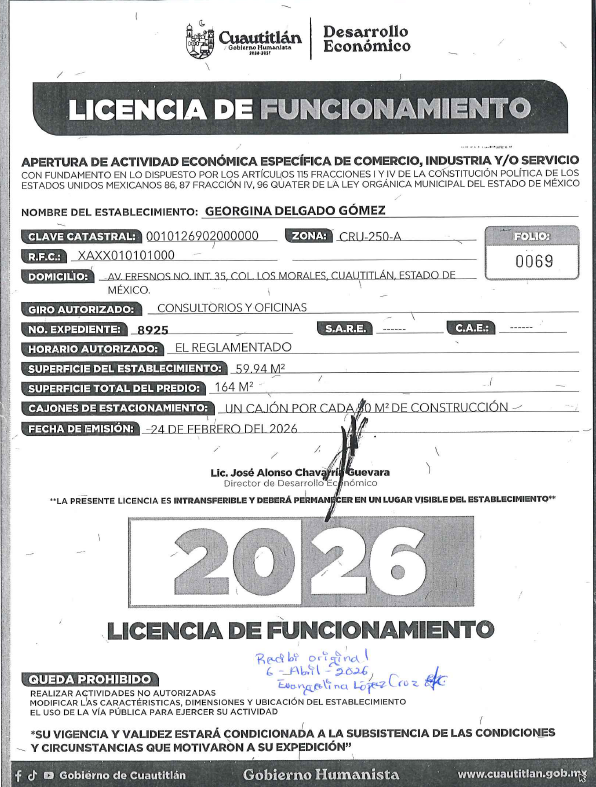 Cuautitlán
Gobierno Humanista
Desarrollo
Económico
LICENCIA DE FUNCIONAMIENTO
APERTURA DE ACTIVIDAD ECONÓMICA ESPECÍFICA DE COMERCIO, INDUSTRIA Y/O SERVICIO
CON FUNDAMENTO EN LO DISPUESTO POR LOS ARTÍCULOS 115 FRACCIONES I Y IV DE LA CONSTITUCIÓN POLÍTICA DE LOS
ESTADOS UNIDOS MEXICANOS 86, 87 FRACCIÓN IV, 96 QUATER DE LA LEY ORGÁNICA MUNICIPAL DEL ESTADO DE MÉXICO
NOMBRE DEL ESTABLECIMIENTO: GEORGINA DELGADO GÓMEZ
CLAVE CATASTRAL: 0010126902000000 ZONA: CRU-250-A
FOLIO:
0069
R.F.C.: XAXX010101000
DOMICILIO: AV. FRESNOS NO. INT. 35, COL. LOS MORALES, CUAUTITLÁN, ESTADO DE
MÉXICO.
GIRO AUTORIZADO: CONSULTORIOS Y OFICINAS
NO. EXPEDIENTE: 8925 S.A.R.E. ------ C.A.E.: ------
HORARIO AUTORIZADO: EL REGLAMENTADO
SUPERFICIE DEL ESTABLECIMIENTO: 59.94 M²
SUPERFICIE TOTAL DEL PREDIO: 164 M²
CAJONES DE ESTACIONAMIENTO: UN CAJÓN POR CADA M² DE CONSTRUCCIÓN
FECHA DE EMISIÓN: 24 DE FEBRERO DEL 2026
Lic. José Alonso Chavarría Guevara
Director de Desarrollo Económico
"LA PRESENTE LICENCIA ES INTRANSFERIBLE Y DEBERÁ PERMANECER EN UN LUGAR VISIBLE DEL ESTABLECIMIENTO"
2026
LICENCIA DE FUNCIONAMIENTO
Recibi original
6-Abil-2026,
Evangelina López Cruz
QUEDA PROHIBIDO
REALIZAR ACTIVIDADES NO AUTORIZADAS
MODIFICAR LAS CARACTERÍSTICAS, DIMENSIONES Y UBICACIÓN DEL ESTABLECIMIENTO
EL USO DE LA VÍA PÚBLICA PARA EJERCER SU ACTIVIDAD
"SU VIGENCIA Y VALIDEZ ESTARÁ CONDICIONADA A LA SUBSISTENCIA DE LAS CONDICIONES
Y CIRCUNSTANCIAS QUE MOTIVARON A SU EXPEDICIÓN"
Gobierno de Cuautitlán Gobierno Humanista www.cuautitlan.gob.mx